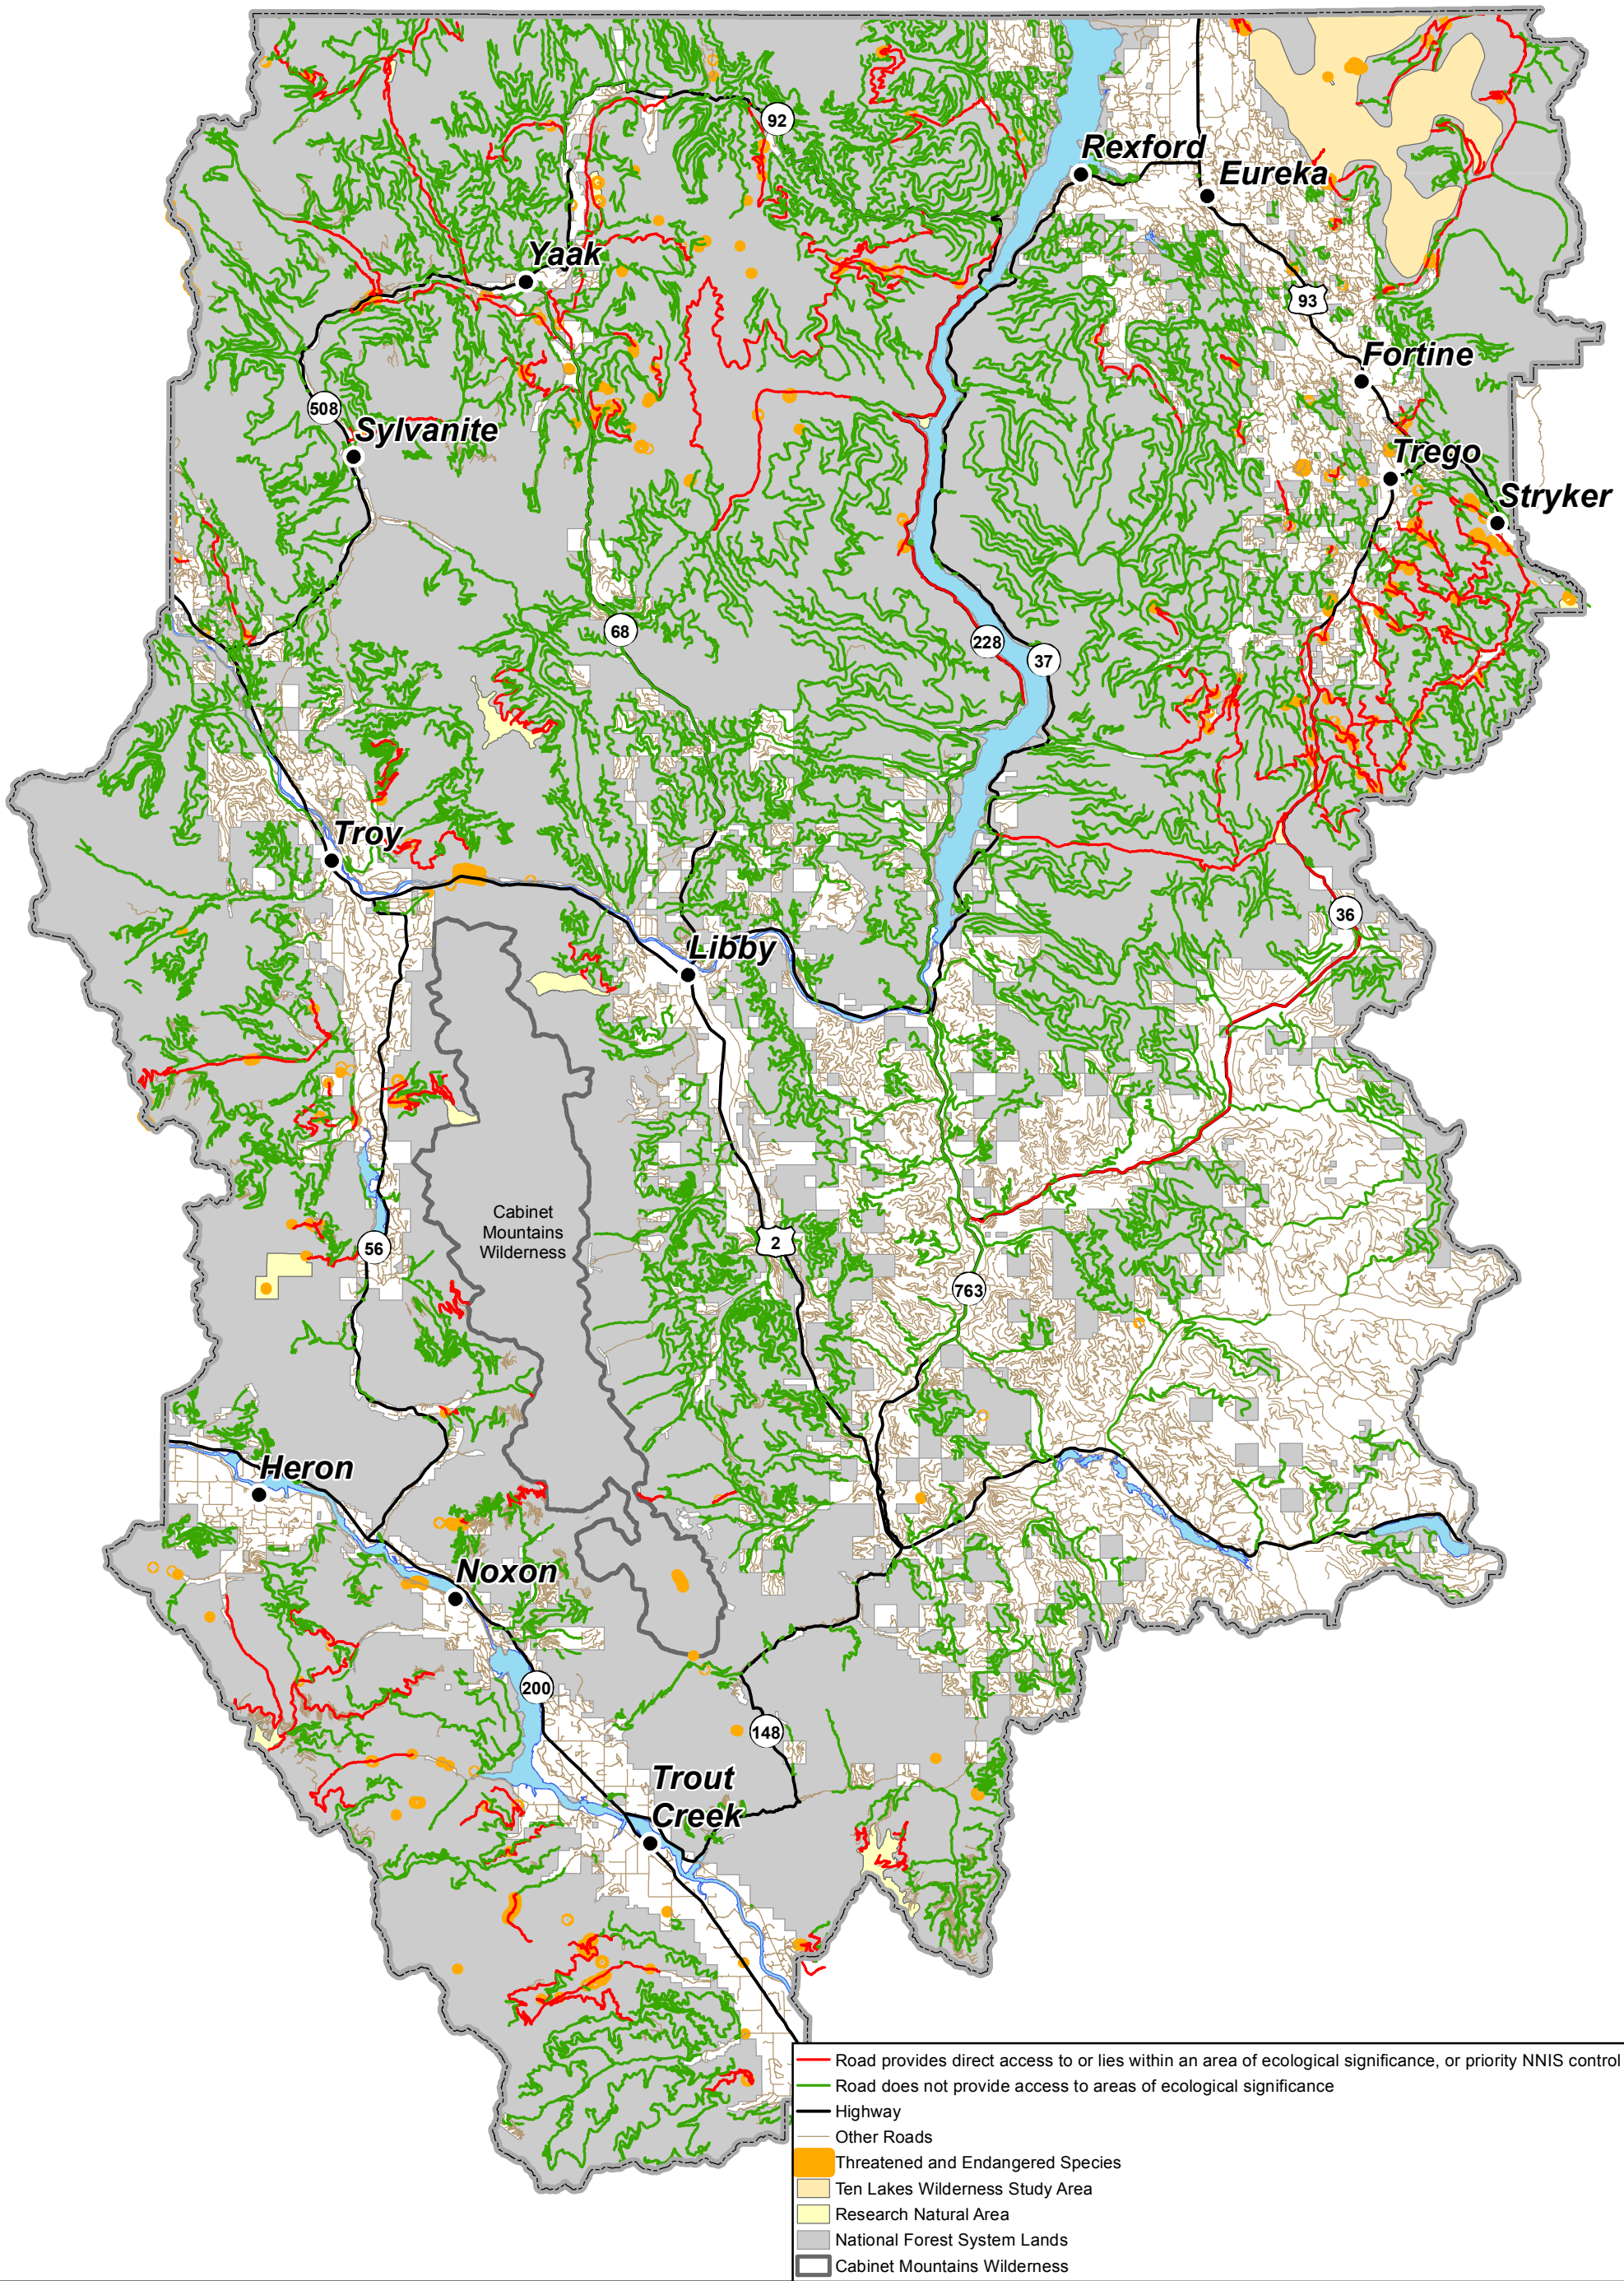 92
Rexford
Eureka
Yaak
93
Fortine
508
Sylvanite
Trego
Stryker
68
228
37
Troy
36
Libby
Cabinet
Mountains
Wilderness
2
56
763
Heron
Noxon
200
148
Trout
Creek
Road provides direct access to or lies within an area of ecological significance, or priority NNIS control
Road does not provide access to areas of ecological significance
Highway
Other Roads
Threatened and Endangered Species
Ten Lakes Wilderness Study Area
Research Natural Area
National Forest System Lands
Cabinet Mountains Wilderness